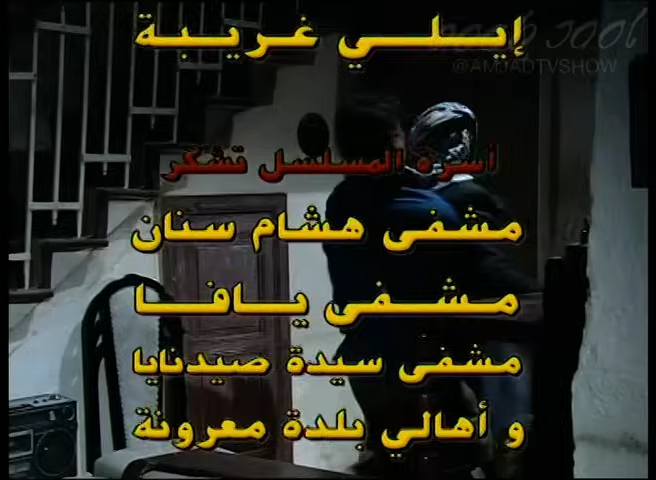 إيلي غريبة
@AMJADTVSHOW
أسرة المسلسل تشكر
مشفى هشام سنان
مشفى يافا
مشفى سيدة صيدنايا
و أهالي بلدة معرونة